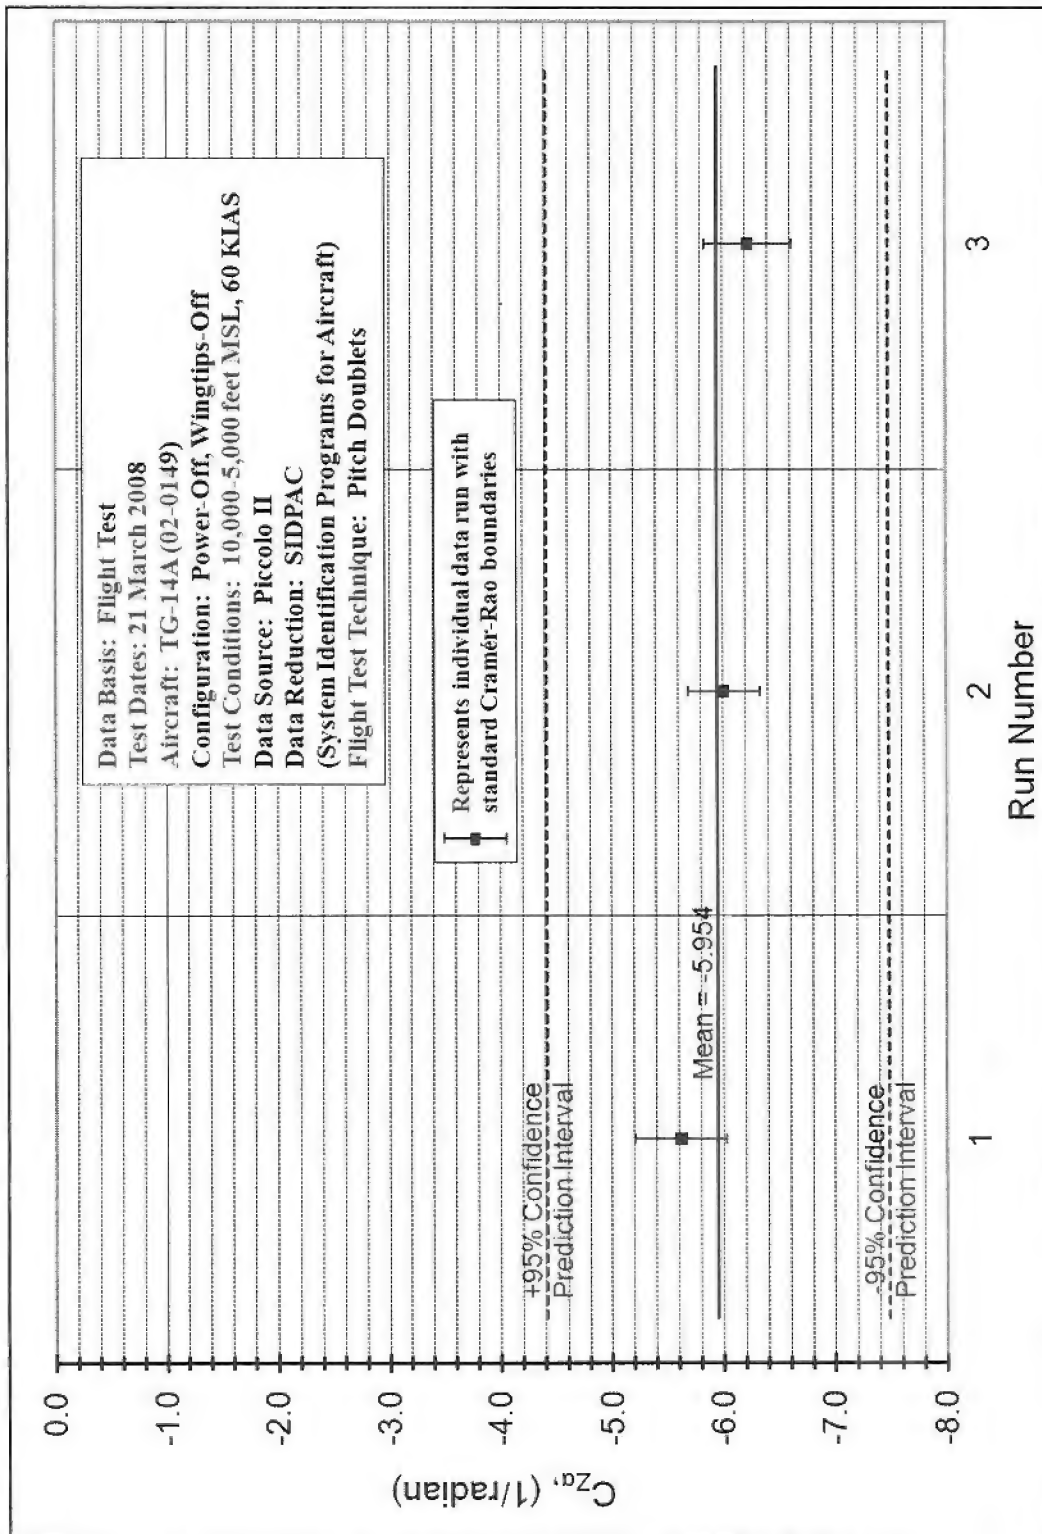 Data Basis: Flight Test
Test Dates: 21 March 2008
Aircraft: TG-14A (02-0149)
Configuration: Power-Off, Wingtips-Off
Test Conditions: 10,000-5,000 feet MSL, 60 KIAS
Data Source: Piccolo II
Data Reduction: SIDPAC
(System Identification Programs for Aircraft)
Flight Test Technique: Pitch Doublets
Represents individual data run with
standard Cramér-Rao boundaries
+95% Confidence
Prediction Interval
Mean = -5.954
-95% Confidence
Prediction Interval
0.0
-1.0
-2.0
-3.0
-4.0
-5.0
-6.0
-7.0
-8.0
CZα, (1/radian)
1
2
3
Run Number